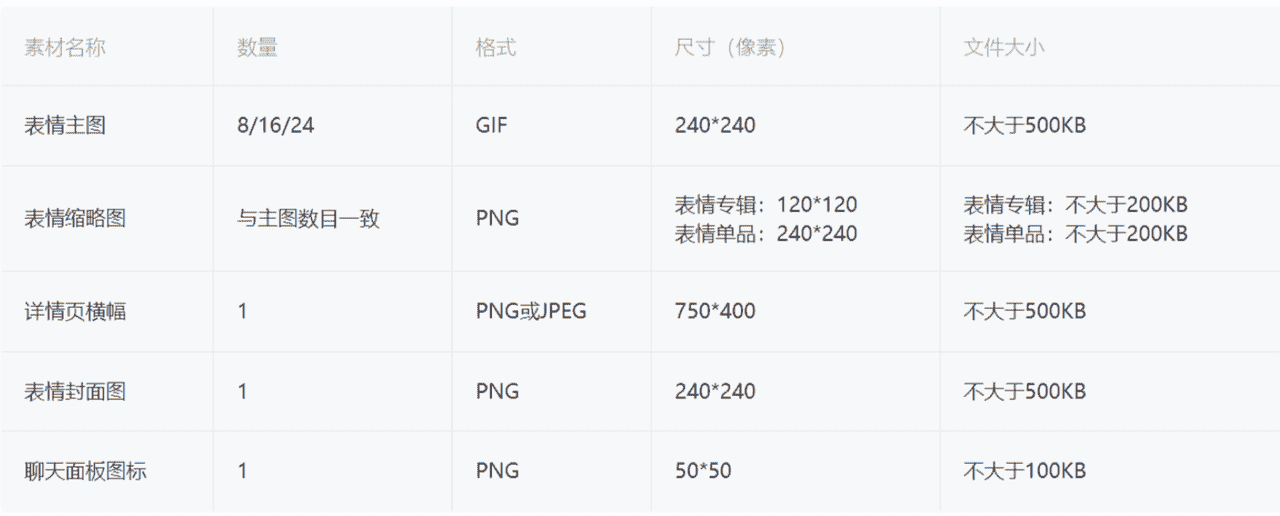 素材名称 数量 格式 尺寸（像素） 文件大小
表情主图 8/16/24 GIF 240*240 不大于500KB
表情缩略图 与主图数目一致 PNG 表情专辑：120*120 表情专辑：不大于200KB
表情单品：240*240 表情单品：不大于200KB
详情页横幅 1 PNG或JPEG 750*400 不大于500KB
表情封面图 1 PNG 240*240 不大于500KB
聊天面板图标 1 PNG 50*50 不大于100KB